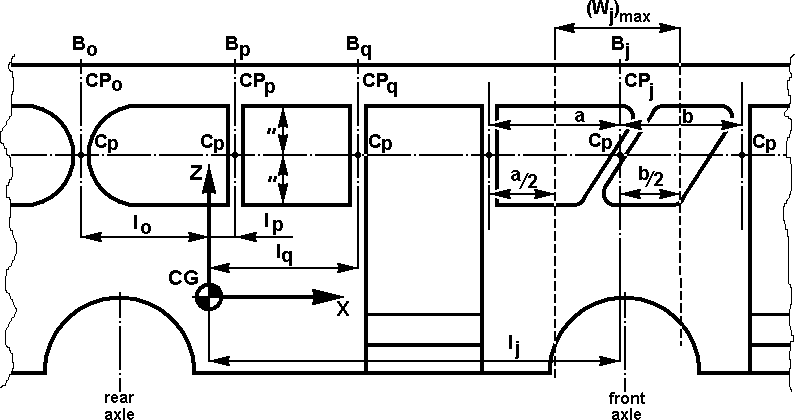 (Wj)max
Bo Bp Bq Bj
CPo CPp CPq CPj
a b
" Cp Cp Cp Cp Cp
Z " a/2 b/2
lo lp
lq
CG
X
lj
rear axle
front axle